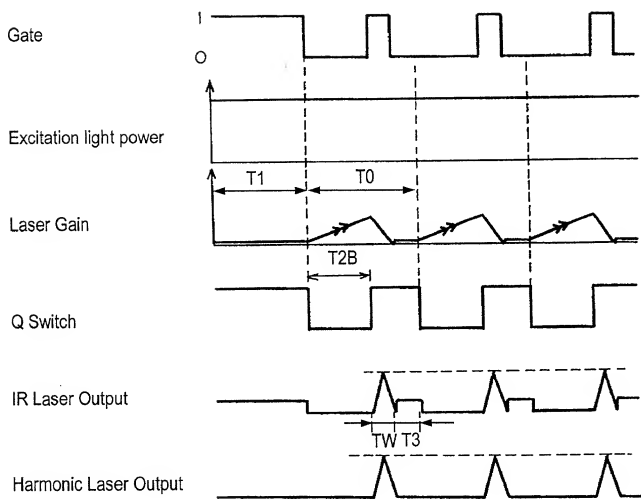 Gate
1
O
Excitation light power
T1
T0
Laser Gain
T2B
Q Switch
IR Laser Output
TW T3
Harmonic Laser Output